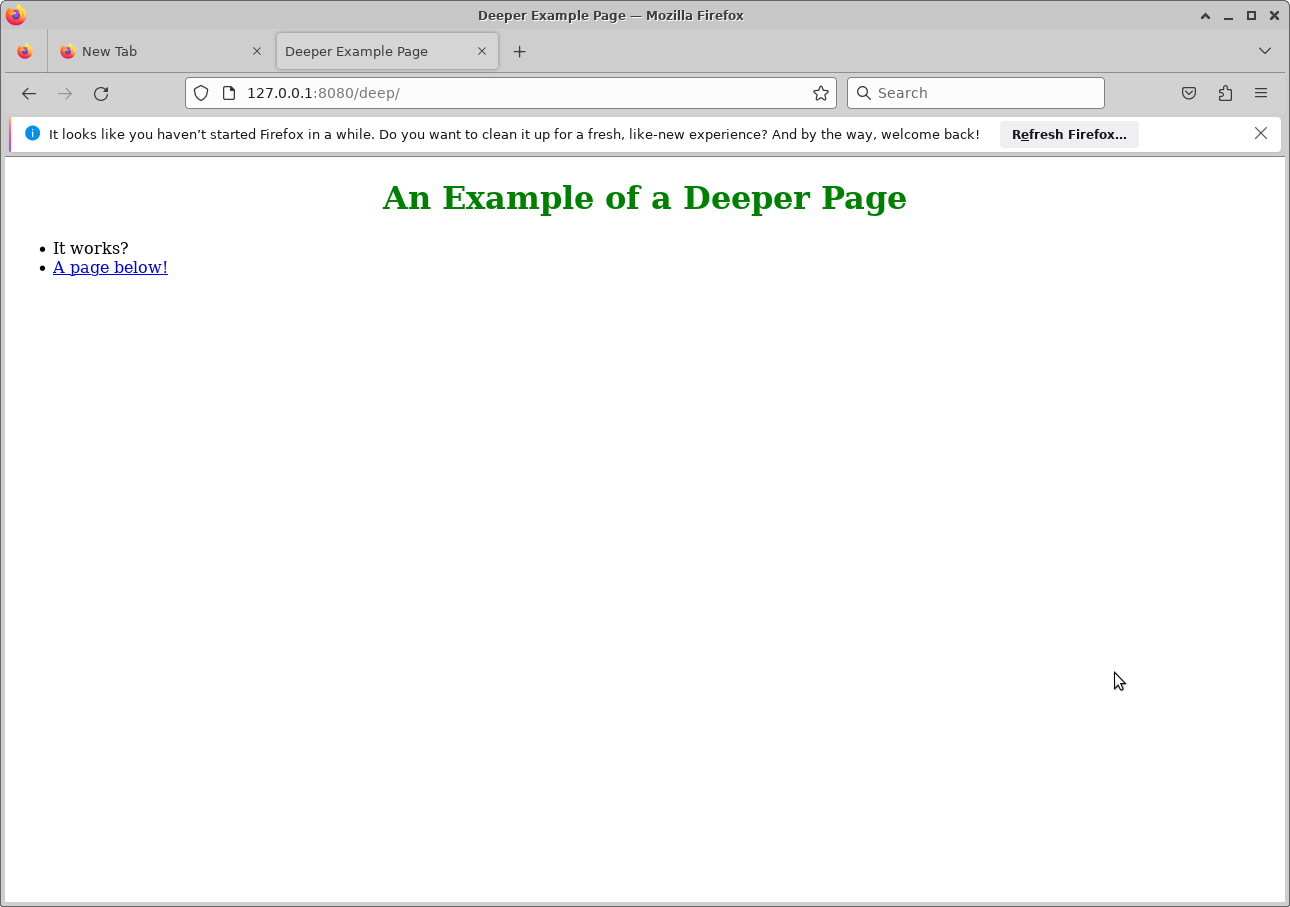 Deeper Example Page — Mozilla Firefox
New Tab
Deeper Example Page
127.0.0.1:8080/deep/
Search
It looks like you haven’t started Firefox in a while. Do you want to clean it up for a fresh, like-new experience? And by the way, welcome back!
Refresh Firefox…
An Example of a Deeper Page
• It works?
• A page below!